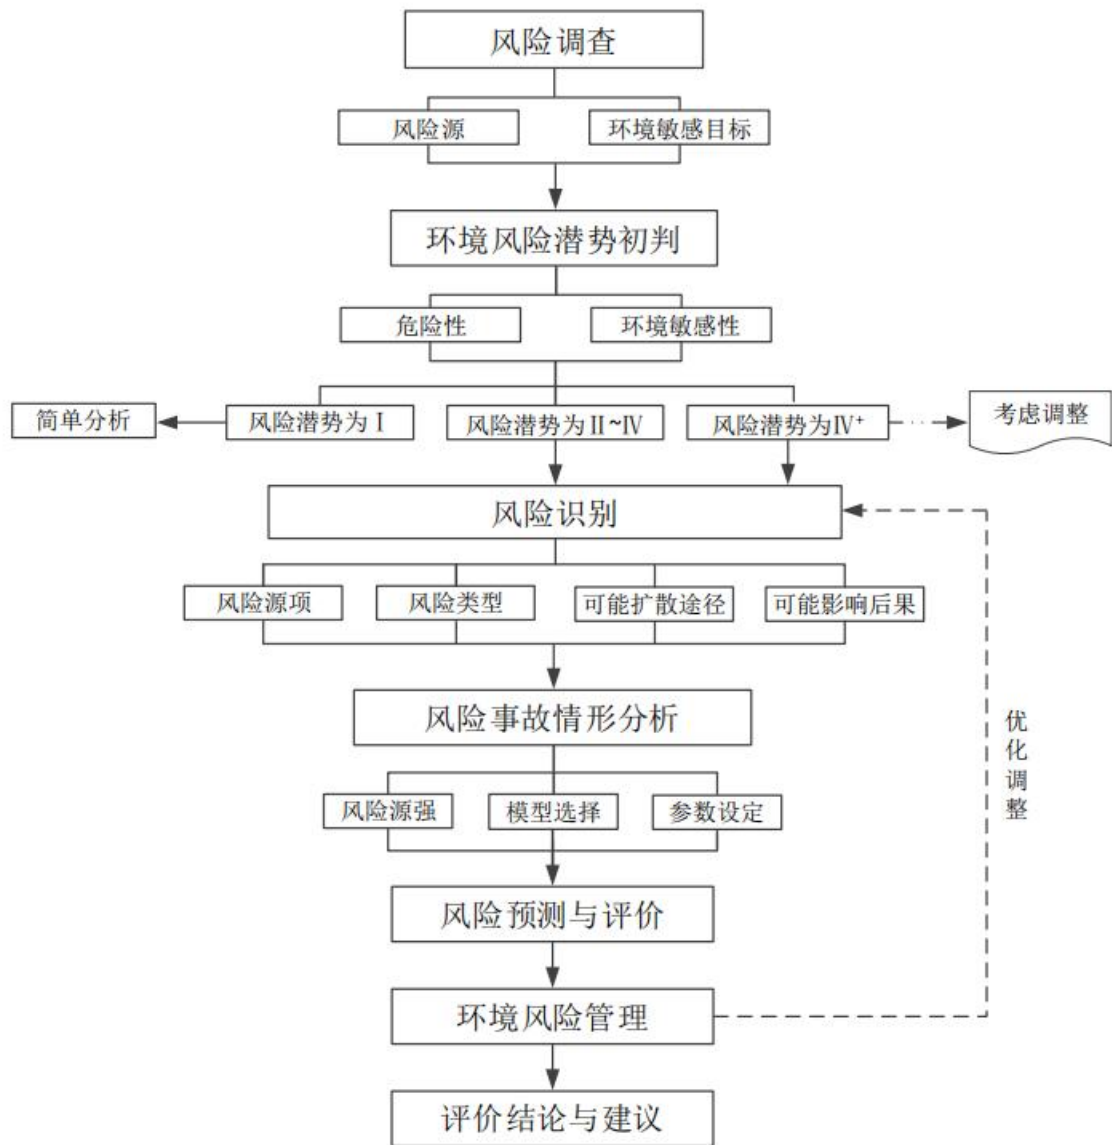 风险调查
风险源
环境敏感目标
环境风险潜势初判
危险性
环境敏感性
简单分析
风险潜势为Ⅰ
风险潜势为Ⅱ~Ⅳ
风险潜势为Ⅳ⁺
考虑调整
风险识别
风险源项
风险类型
可能扩散途径
可能影响后果
风险事故情形分析
优化调整
风险源强
模型选择
参数设定
风险预测与评价
环境风险管理
评价结论与建议